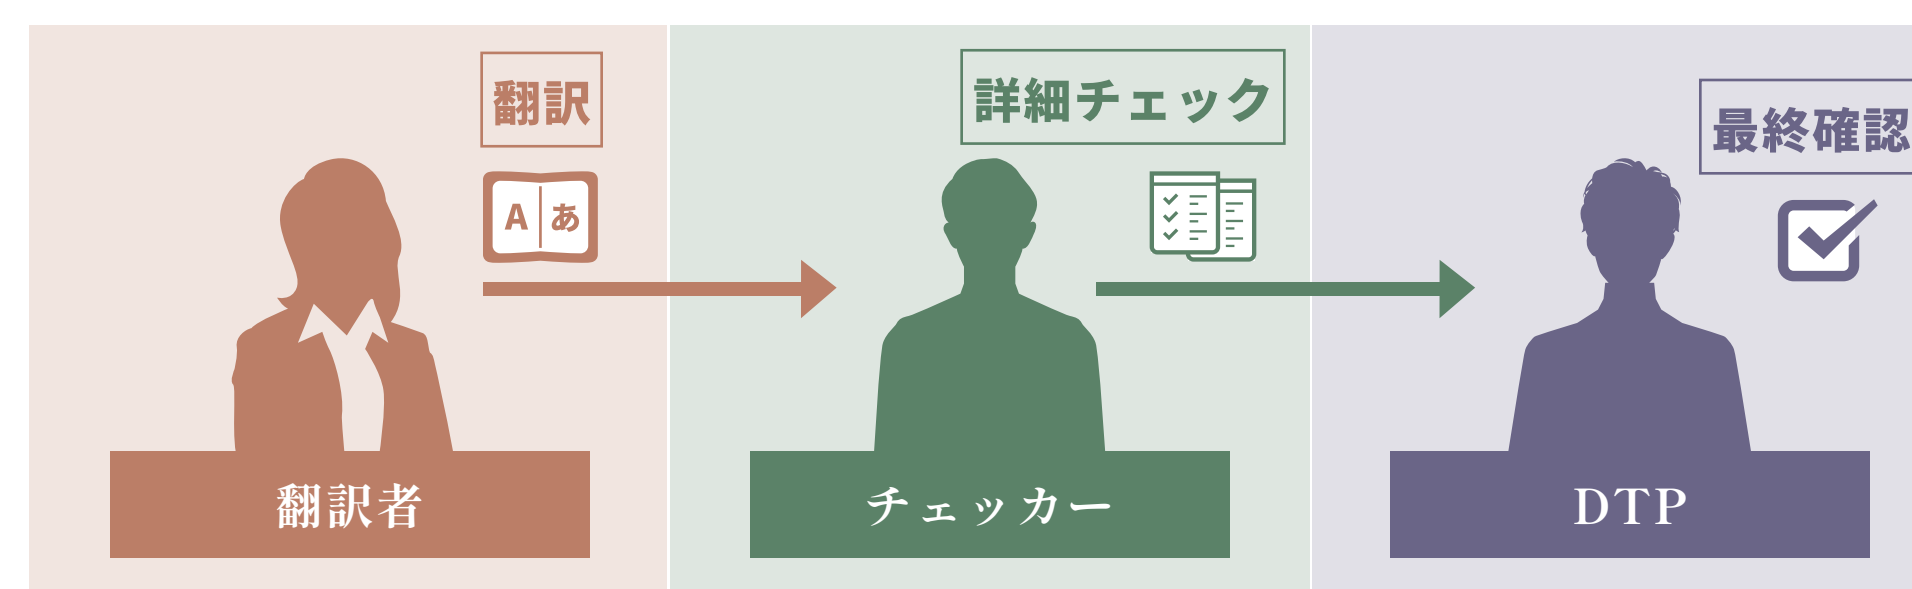 翻訳
A あ
翻訳者
詳細チェック
チェッカー
最終確認
DTP